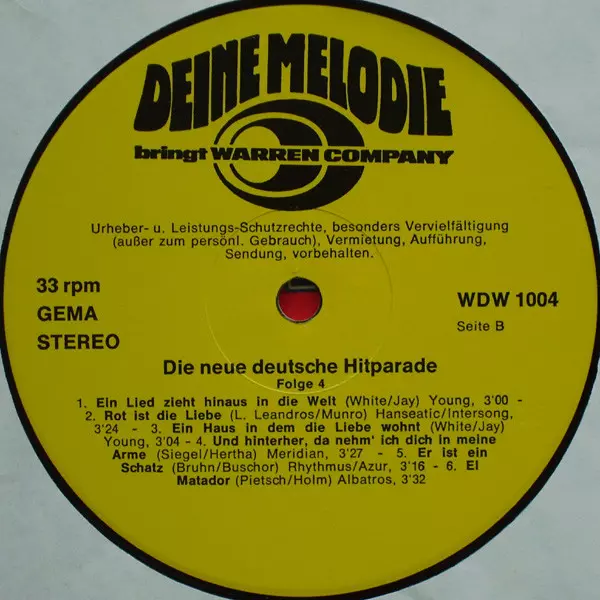 DEINE MELODIE
bringt WARREN COMPANY
Urheber- u. Leistungs-Schutzrechte, besonders Vervielfältigung
(außer zum persönl. Gebrauch), Vermietung, Aufführung,
Sendung, vorbehalten.
33 rpm
GEMA
STEREO
WDW 1004
Seite B
Die neue deutsche Hitparade
Folge 4
1. Ein Lied zieht hinaus in die Welt (White/Jay) Young, 3'00 -
2. Rot ist die Liebe (L. Leandros/Munro) Hanseatic/Intersong,
3'24 - 3. Ein Haus in dem die Liebe wohnt (White/Jay)
Young, 3'04 - 4. Und hinterher, da nehm' ich dich in meine
Arme (Siegel/Hertha) Meridian, 3'27 - 5. Er ist ein
Schatz (Bruhn/Buschor) Rhythmus/Azur, 3'16 - 6. El
Matador (Pietsch/Holm) Albatros, 3'32